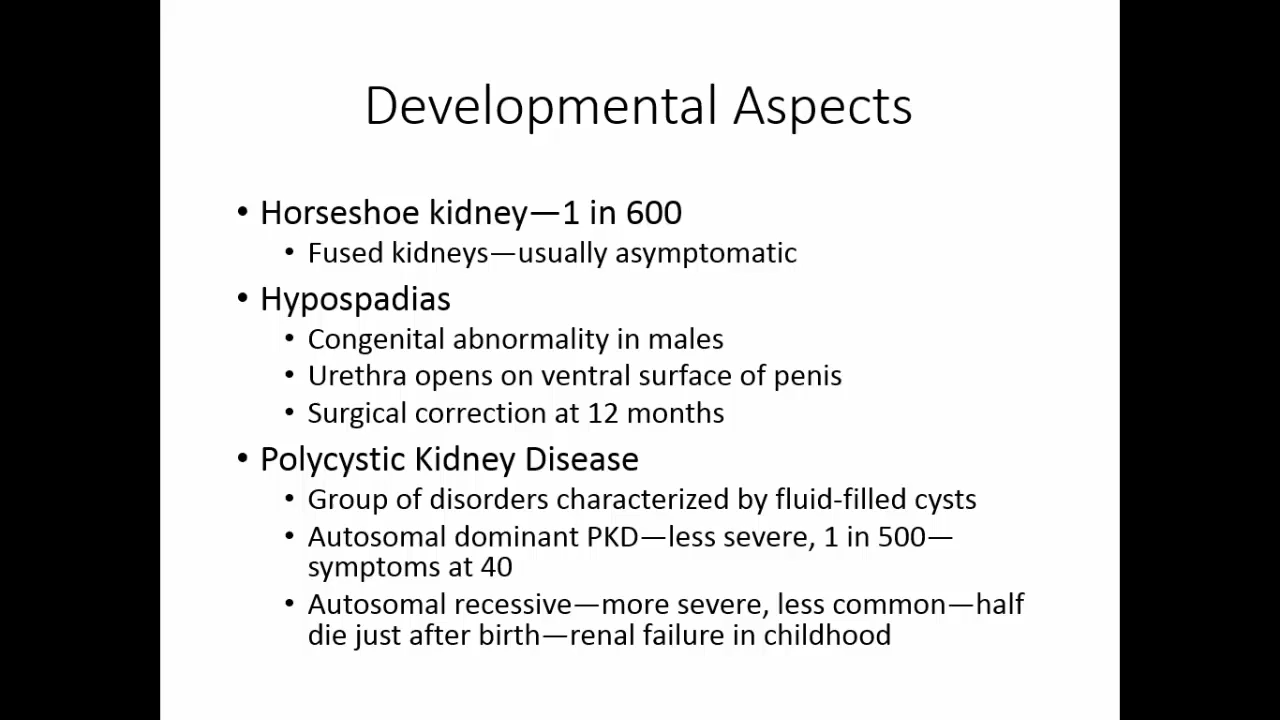 Developmental Aspects
• Horseshoe kidney—1 in 600
• Fused kidneys—usually asymptomatic
• Hypospadias
• Congenital abnormality in males
• Urethra opens on ventral surface of penis
• Surgical correction at 12 months
• Polycystic Kidney Disease
• Group of disorders characterized by fluid-filled cysts
• Autosomal dominant PKD—less severe, 1 in 500—
symptoms at 40
• Autosomal recessive—more severe, less common—half
die just after birth—renal failure in childhood